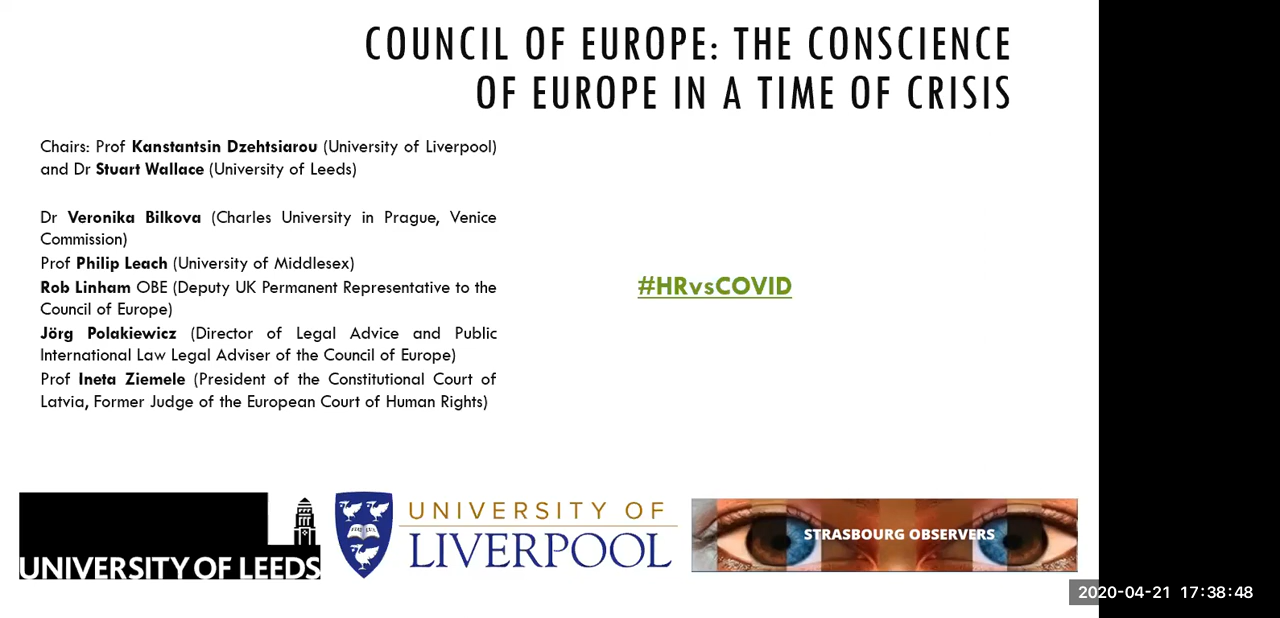 COUNCIL OF EUROPE: THE CONSCIENCE
OF EUROPE IN A TIME OF CRISIS
Chairs: Prof Kanstantsin Dzehtsiarou (University of Liverpool)
and Dr Stuart Wallace (University of Leeds)
Dr Veronika Bilkova (Charles University in Prague, Venice
Commission)
Prof Philip Leach (University of Middlesex)
Rob Linham OBE (Deputy UK Permanent Representative to the
Council of Europe)
Jörg Polakiewicz (Director of Legal Advice and Public
International Law Legal Adviser of the Council of Europe)
Prof Ineta Ziemele (President of the Constitutional Court of
Latvia, Former Judge of the European Court of Human Rights)
#HRvsCOVID
UNIVERSITY OF LEEDS
UNIVERSITY OF
LIVERPOOL
STRASBOURG OBSERVERS
2020-04-21 17:38:48